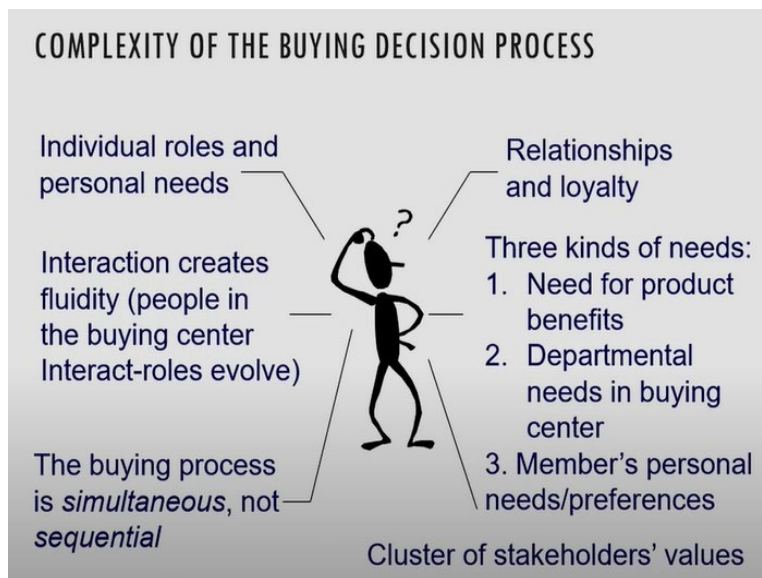 COMPLEXITY OF THE BUYING DECISION PROCESS
Individual roles and
personal needs
Interaction creates
fluidity (people in
the buying center
Interact-roles evolve)
The buying process
is simultaneous, not
sequential
?
Relationships
and loyalty
Three kinds of needs:
1. Need for product
benefits
2. Departmental
needs in buying
center
3. Member's personal
needs/preferences
Cluster of stakeholders' values